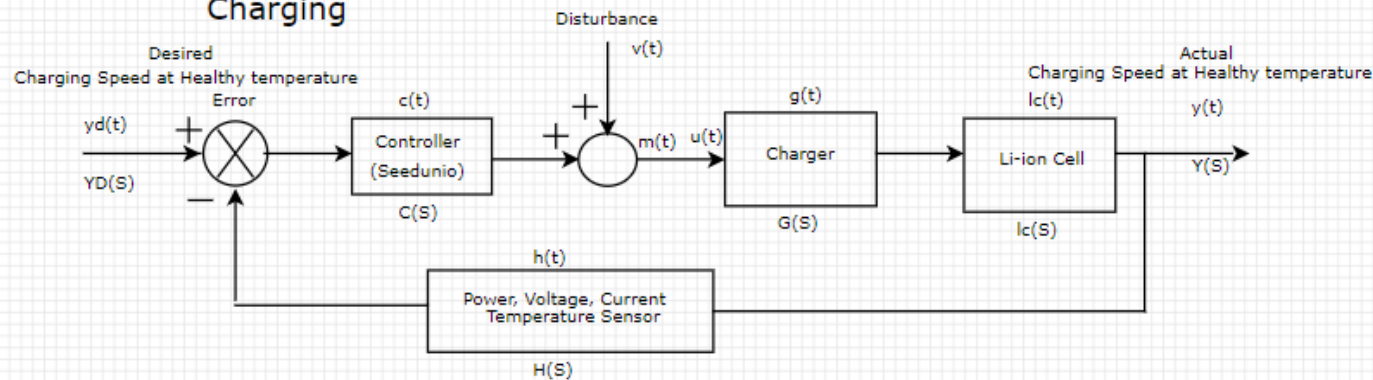 Charging
Disturbance
v(t)
Desired
Charging Speed at Healthy temperature
Error
Actual
Charging Speed at Healthy temperature
yd(t)
+
YD(S)
−
c(t)
Controller
(Seedunio)
C(S)
+
+
m(t)
u(t)
g(t)
Charger
G(S)
lc(t)
Li-ion Cell
lc(S)
y(t)
Y(S)
h(t)
Power, Voltage, Current
Temperature Sensor
H(S)